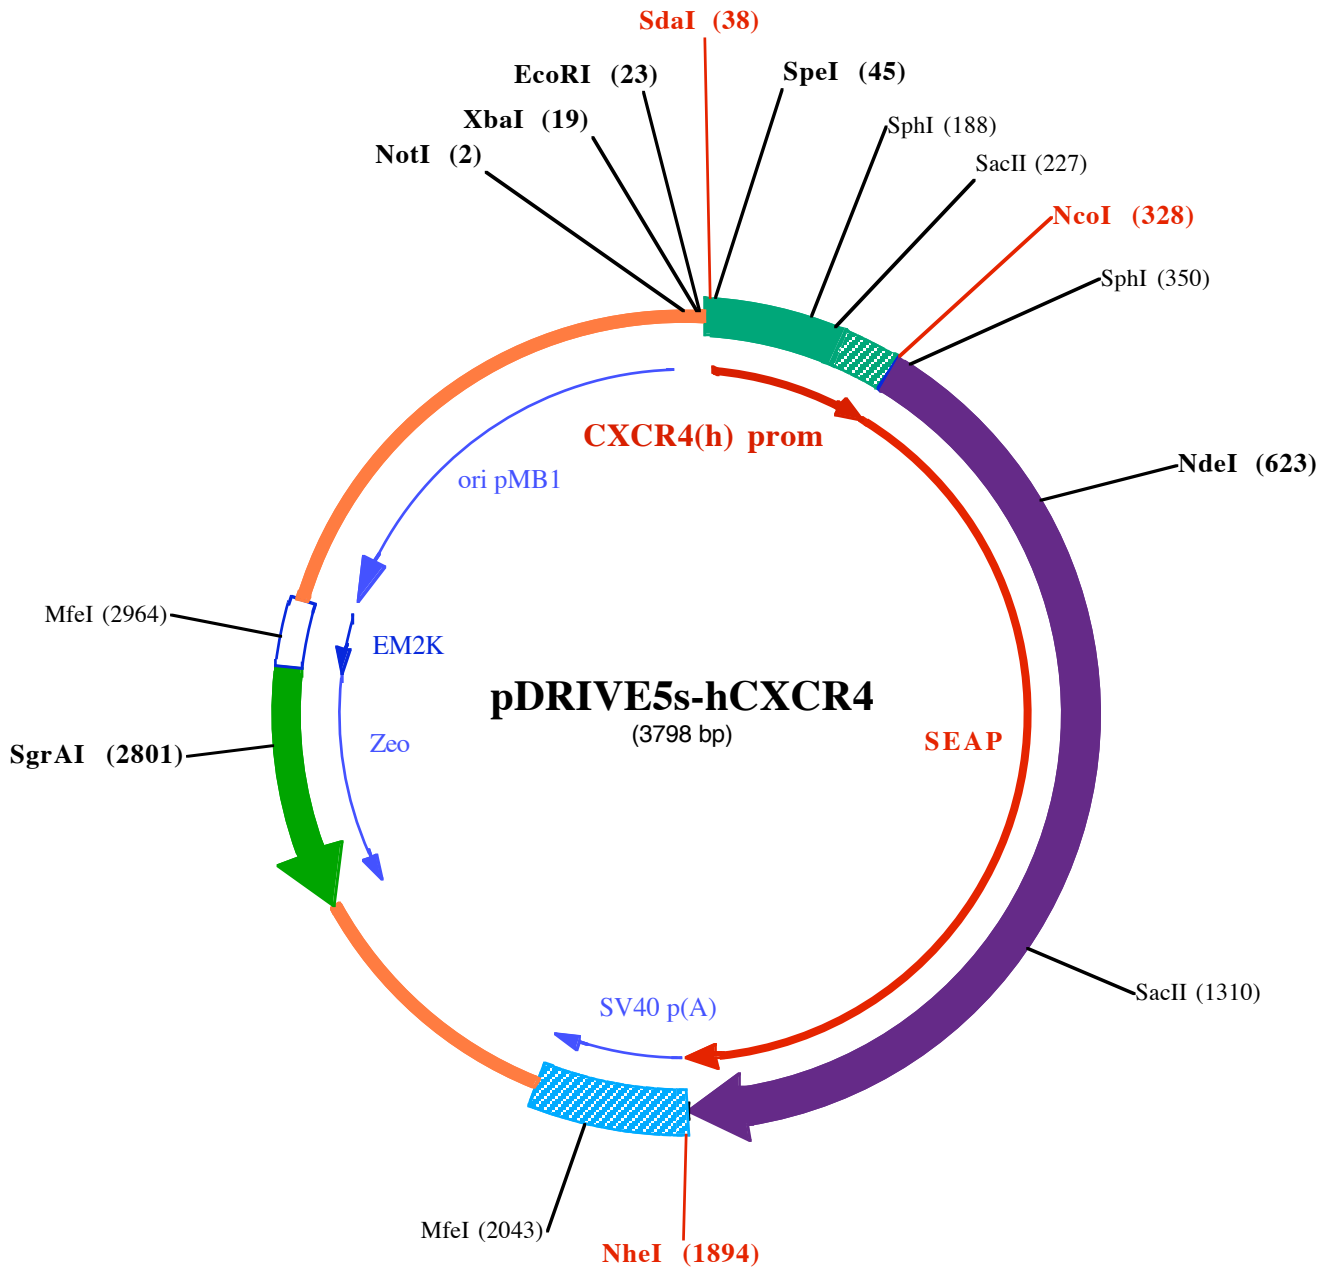 SdaI (38)
EcoRI (23)
SpeI (45)
XbaI (19)
SphI (188)
NotI (2)
SacII (227)
NcoI (328)
SphI (350)
CXCR4(h) prom
NdeI (623)
ori pMB1
MfeI (2964)
EM2K
pDRIVE5s-hCXCR4
(3798 bp)
SEAP
Zeo
SgrAI (2801)
SacII (1310)
SV40 p(A)
MfeI (2043)
NheI (1894)